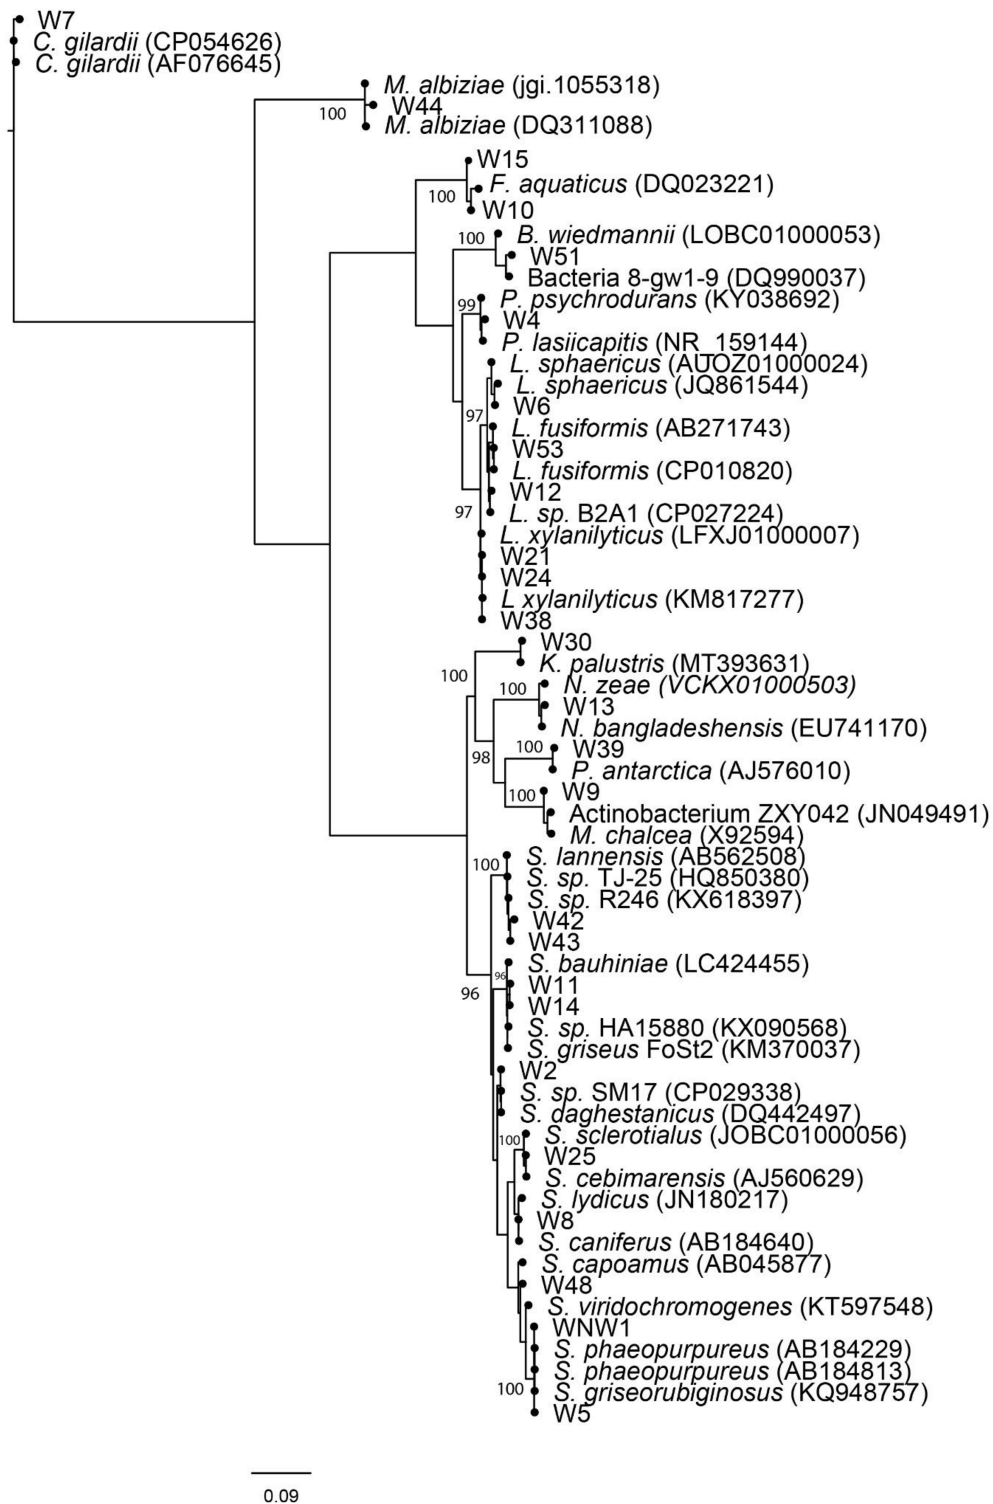 W7
C. gilardii (CP054626)
C. gilardii (AF076645)
M. albiziae (jgi.1055318)
W44
100
M. albiziae (DQ311088)
W15
F. aquaticus (DQ023221)
100
W10
B. wiedmannii (LOBC01000053)
100
W51
Bacteria 8-gw1-9 (DQ990037)
P. psychrodurans (KY038692)
99
W4
P. lasiicapitis (NR_159144)
L. sphaericus (AUOZ01000024)
L. sphaericus (JQ861544)
W6
97
L. fusiformis (AB271743)
W53
L. fusiformis (CP010820)
W12
97
L. sp. B2A1 (CP027224)
L. xylanilyticus (LFXJ01000007)
W21
W24
L xylanilyticus (KM817277)
W38
W30
K. palustris (MT393631)
100
N. zeae (VCKX01000503)
100
W13
N. bangladeshensis (EU741170)
W39
100
98
P. antarctica (AJ576010)
W9
100
Actinobacterium ZXY042 (JN049491)
M. chalcea (X92594)
S. lannensis (AB562508)
100
S. sp. TJ-25 (HQ850380)
S. sp. R246 (KX618397)
W42
W43
S. bauhiniae (LC424455)
96
W11
96
W14
S. sp. HA15880 (KX090568)
S. griseus FoSt2 (KM370037)
W2
S. sp. SM17 (CP029338)
S. daghestanicus (DQ442497)
S. sclerotialus (JOBC01000056)
100
W25
S. cebimarensis (AJ560629)
S. lydicus (JN180217)
W8
S. caniferus (AB184640)
S. capoamus (AB045877)
W48
S. viridochromogenes (KT597548)
WNW1
S. phaeopurpureus (AB184229)
S. phaeopurpureus (AB184813)
S. griseorubiginosus (KQ948757)
100
W5
0.09